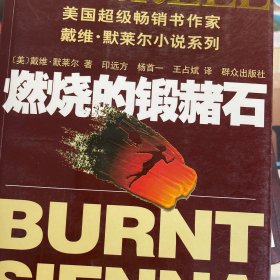 美国超级畅销书作家
戴维·默莱尔小说系列
〔美〕戴维·默莱尔 著 印远方 杨首一 王占斌 译 群众出版社
燃烧的锻赭石
BURNT
SIENNA